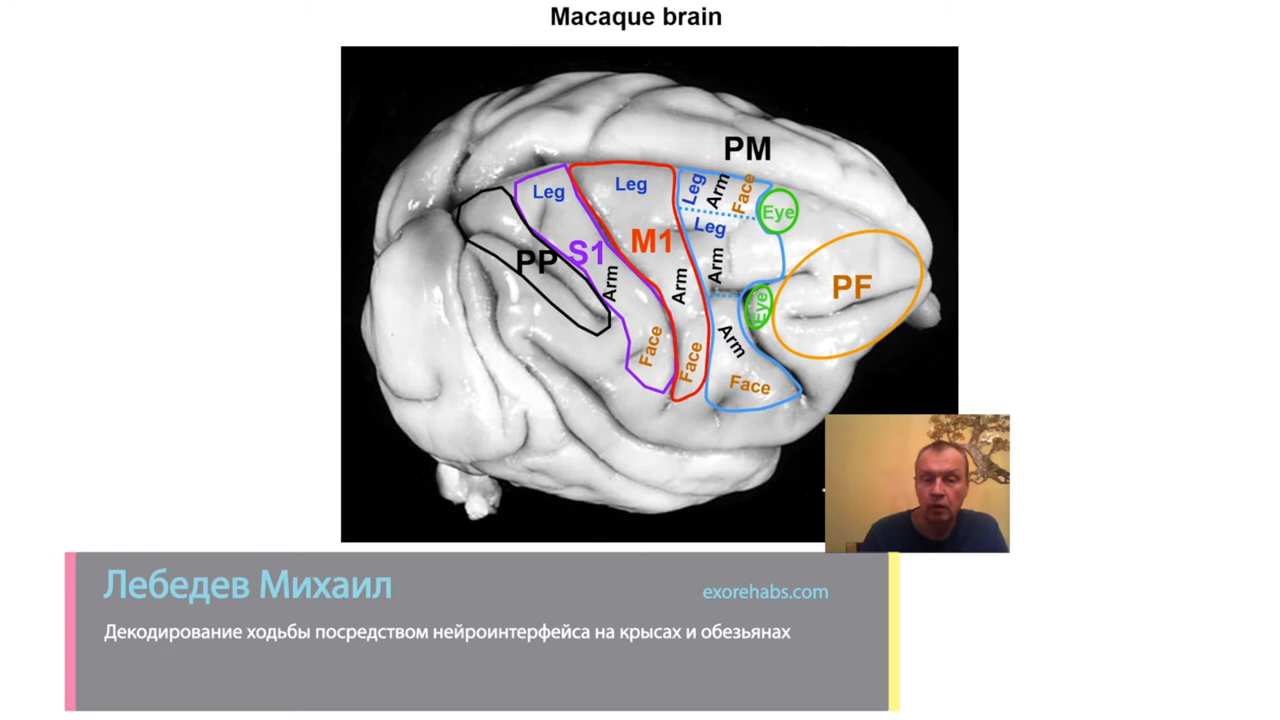 Macaque brain
PM
Leg
Leg
Leg
Arm
Face
Eye
Leg
S1
M1
PP
Arm
Arm
Arm
PF
Eye
Face
Face
Arm
Face
Лебедев Михаил
exorehabs.com
Декодирование ходьбы посредством нейроинтерфейса на крысах и обезьянах